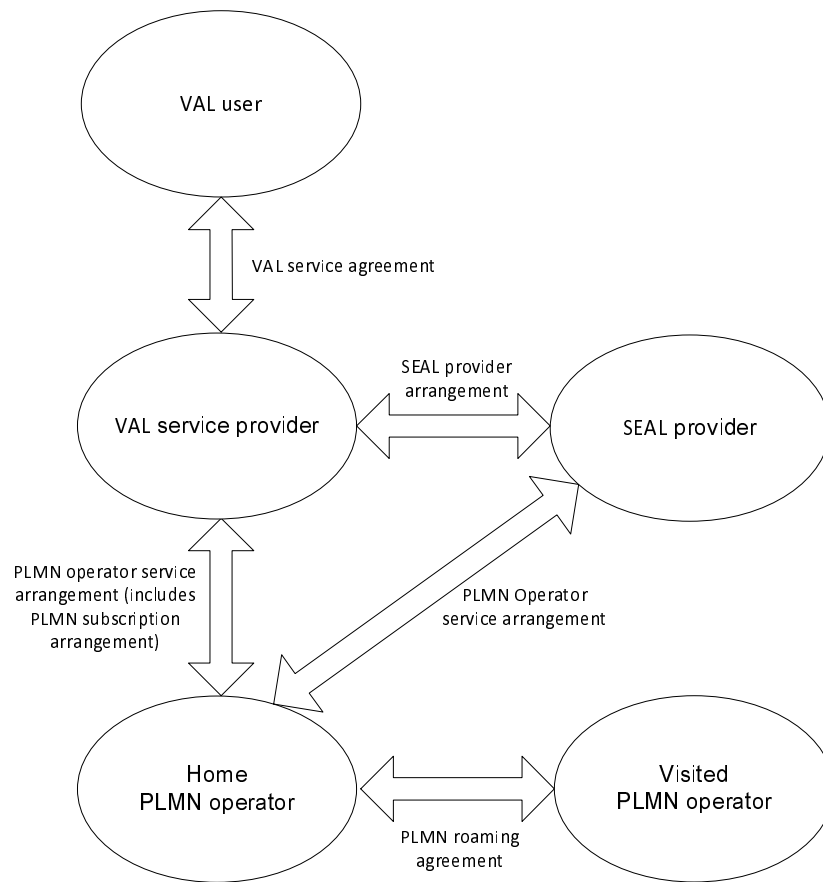 VAL user
VAL service agreement
SEAL provider
arrangement
VAL service provider
SEAL provider
PLMN operator service
arrangement (includes
PLMN subscription
arrangement)
PLMN Operator
service arrangement
Home
PLMN operator
Visited
PLMN operator
PLMN roaming
agreement